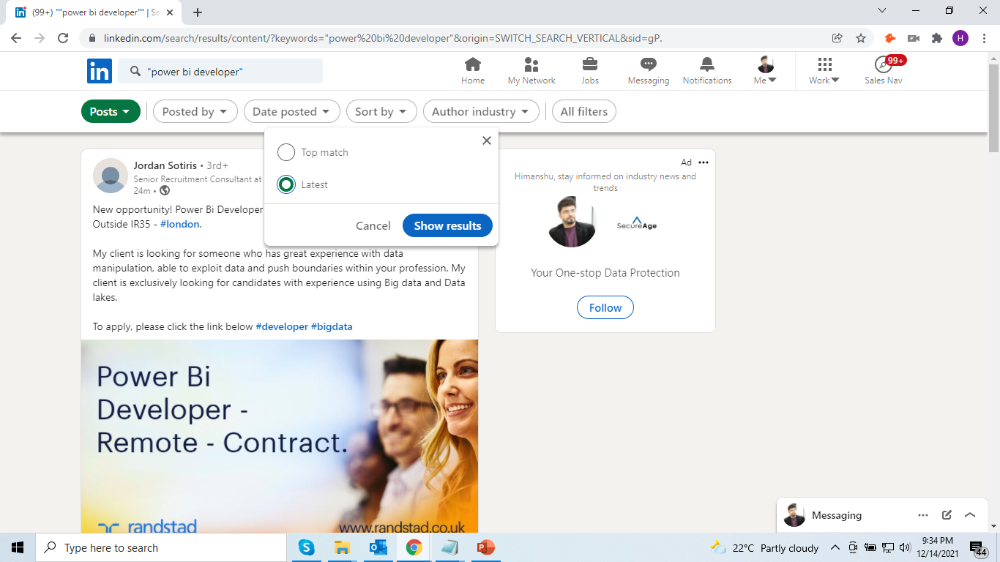 (99+) ""power bi developer"" | Se
linkedin.com/search/results/content/?keywords="power%20bi%20developer"&origin=SWITCH_SEARCH_VERTICAL&sid=gP.
H
in
"power bi developer"
Home
My Network
Jobs
Messaging
Notifications
Me
Work
99+
Sales Nav
Posts
Posted by
Date posted
Sort by
Author industry
All filters
Top match
Latest
Cancel
Show results
Jordan Sotiris • 3rd+
Senior Recruitment Consultant at
24m •
New opportunity! Power Bi Developer
Outside IR35 - #london.
My client is looking for someone who has great experience with data
manipulation, able to exploit data and push boundaries within your profession. My
client is exclusively looking for candidates with experience using Big data and Data
lakes.
To apply, please click the link below #developer #bigdata
Power Bi
Developer -
Remote - Contract.
randstad
www.randstad.co.uk
Ad
Himanshu, stay informed on industry news and
trends
SecureAge
Your One-stop Data Protection
Follow
Messaging
Type here to search
22°C Partly cloudy
9:34 PM
12/14/2021
44